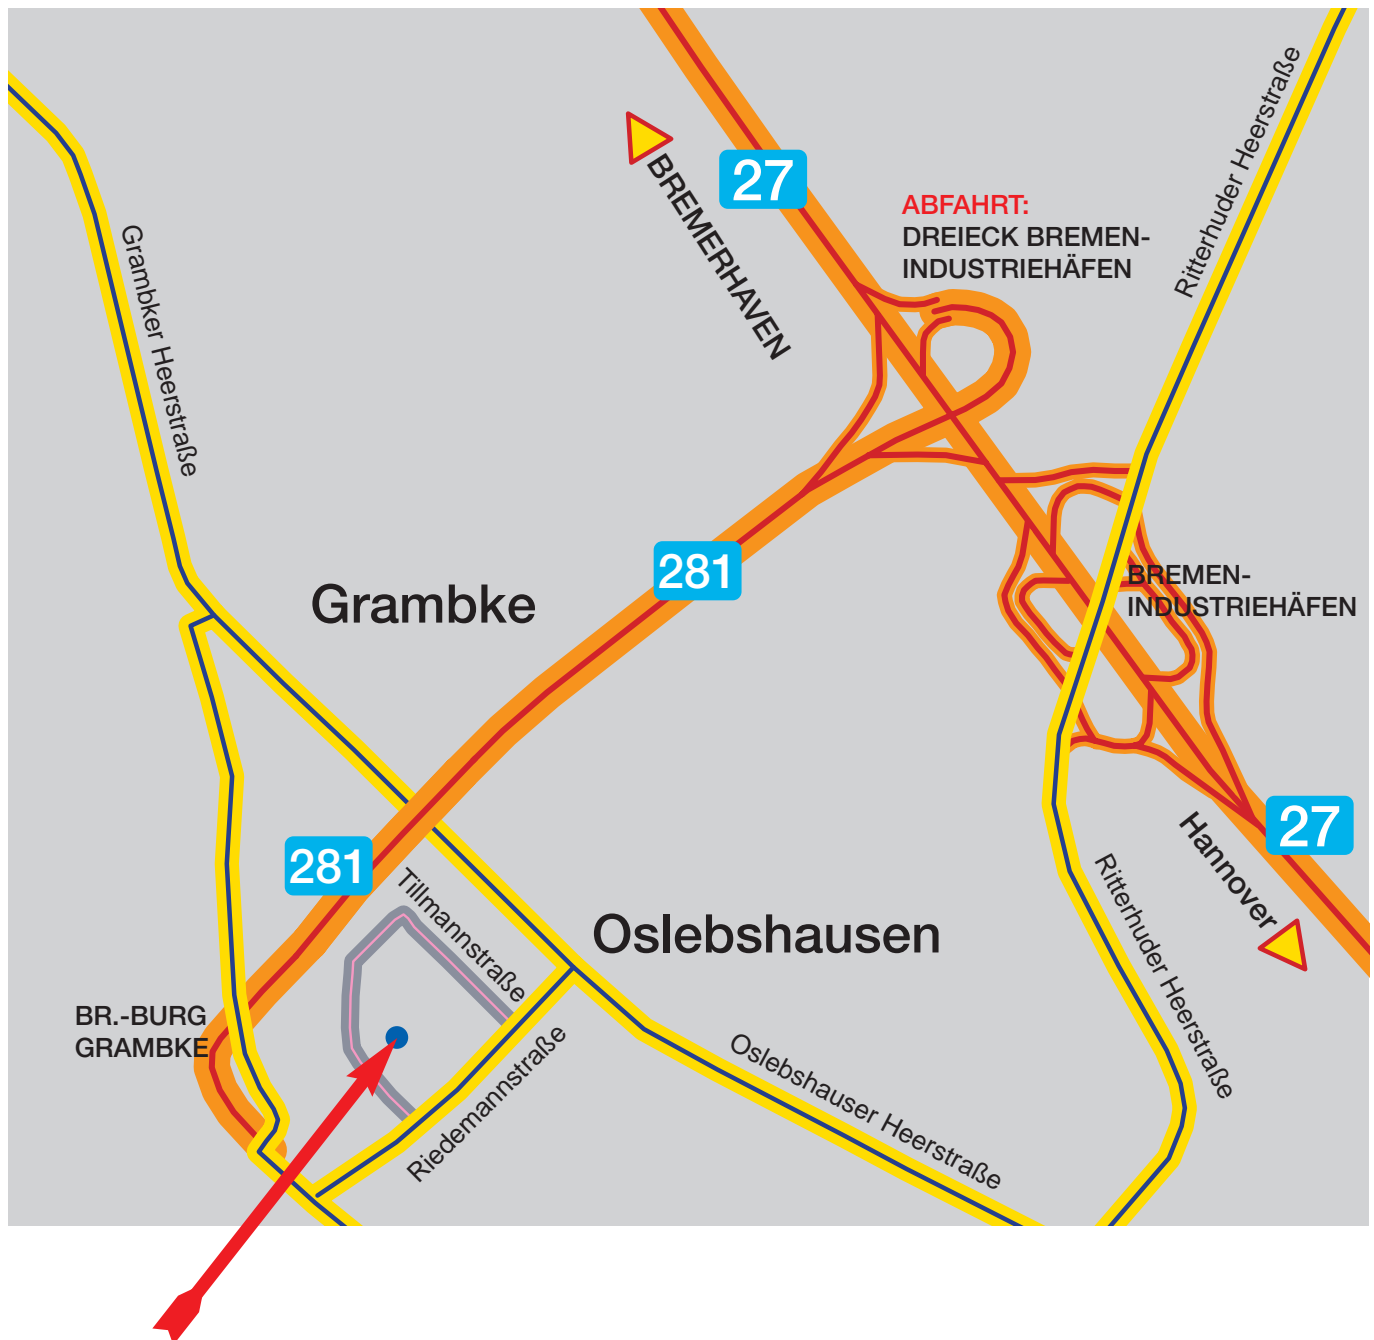 27
BREMERHAVEN
ABFAHRT:
DREIECK BREMEN-
INDUSTRIEHÄFEN
Ritterhuder Heerstraße
Grambker Heerstraße
281
Grambke
BREMEN-
INDUSTRIEHÄFEN
27
Hannover
281
Tillmannstraße
Oslebshausen
Ritterhuder Heerstraße
BR.-BURG
GRAMBKE
Riedemannstraße
Oslebshauser Heerstraße